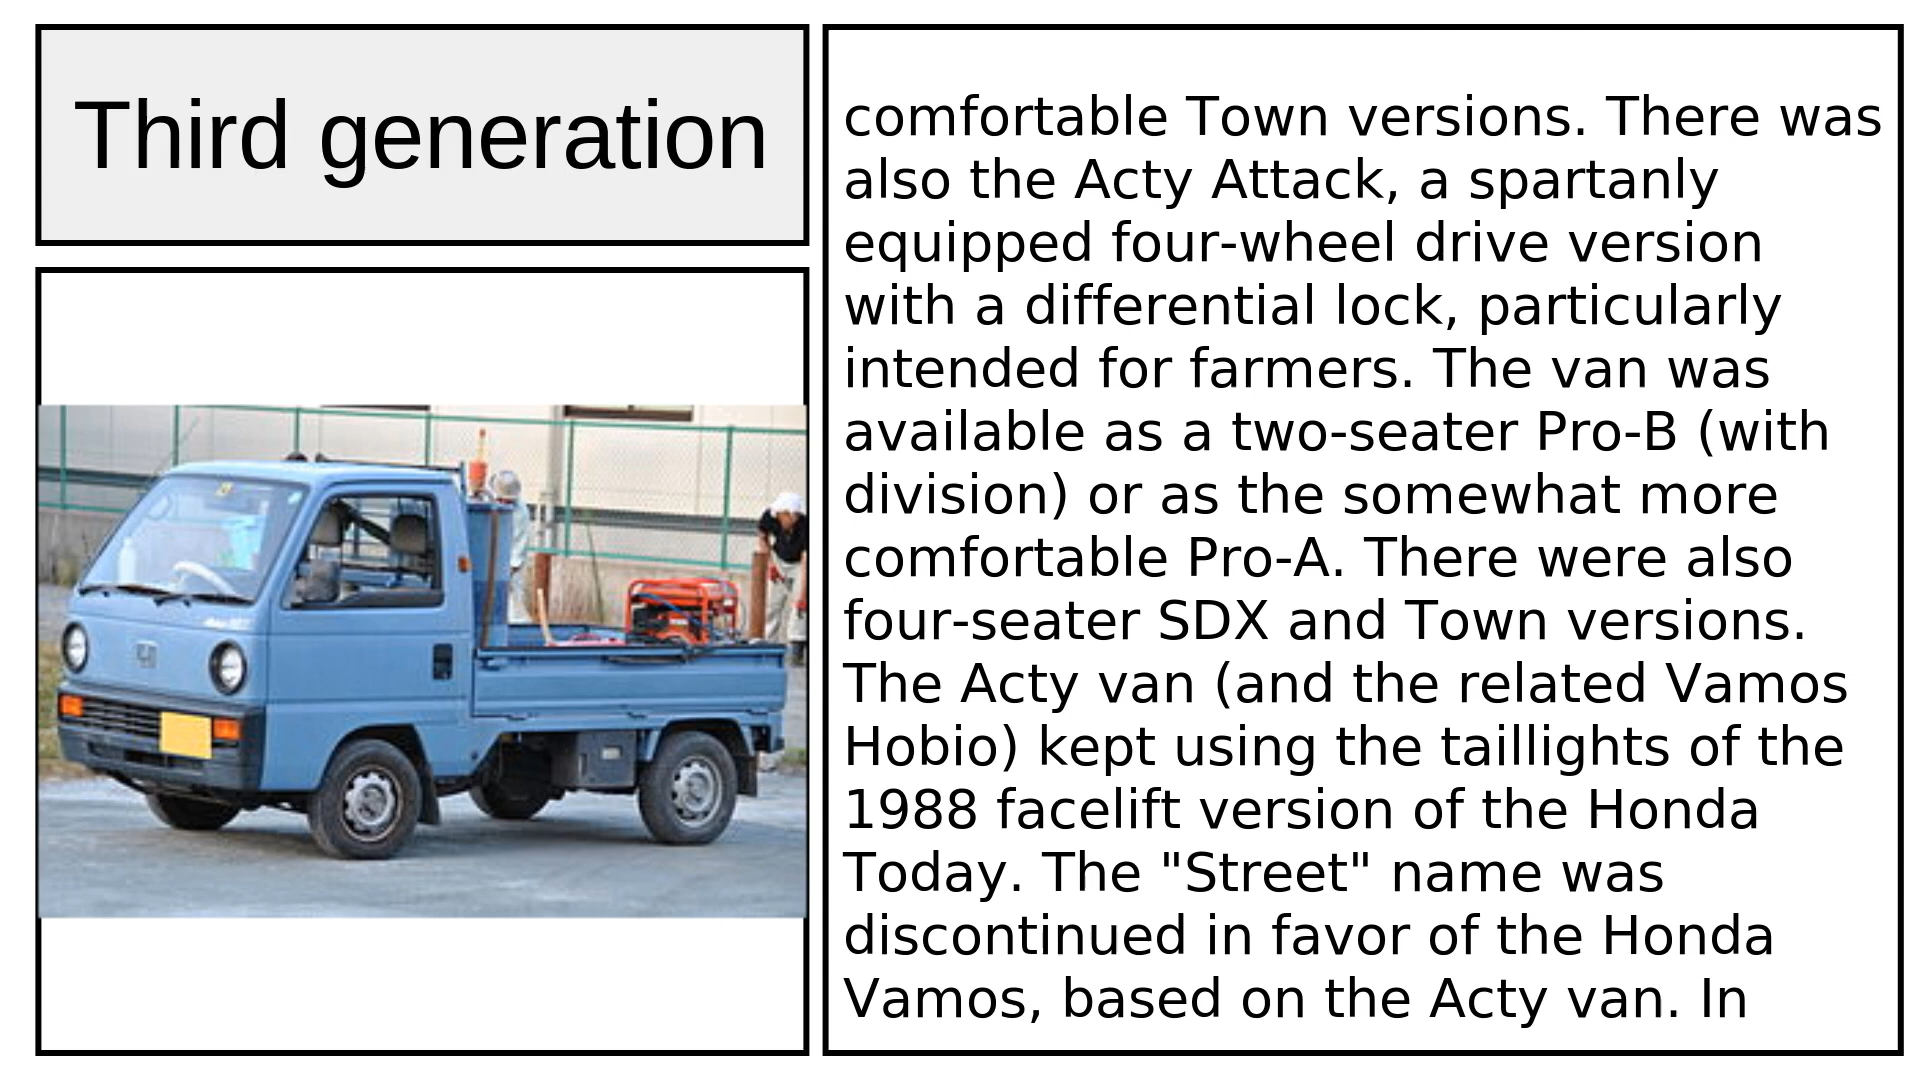 Third generation
comfortable Town versions. There was
also the Acty Attack, a spartanly
equipped four-wheel drive version
with a differential lock, particularly
intended for farmers. The van was
available as a two-seater Pro-B (with
division) or as the somewhat more
comfortable Pro-A. There were also
four-seater SDX and Town versions.
The Acty van (and the related Vamos
Hobio) kept using the taillights of the
1988 facelift version of the Honda
Today. The "Street" name was
discontinued in favor of the Honda
Vamos, based on the Acty van. In